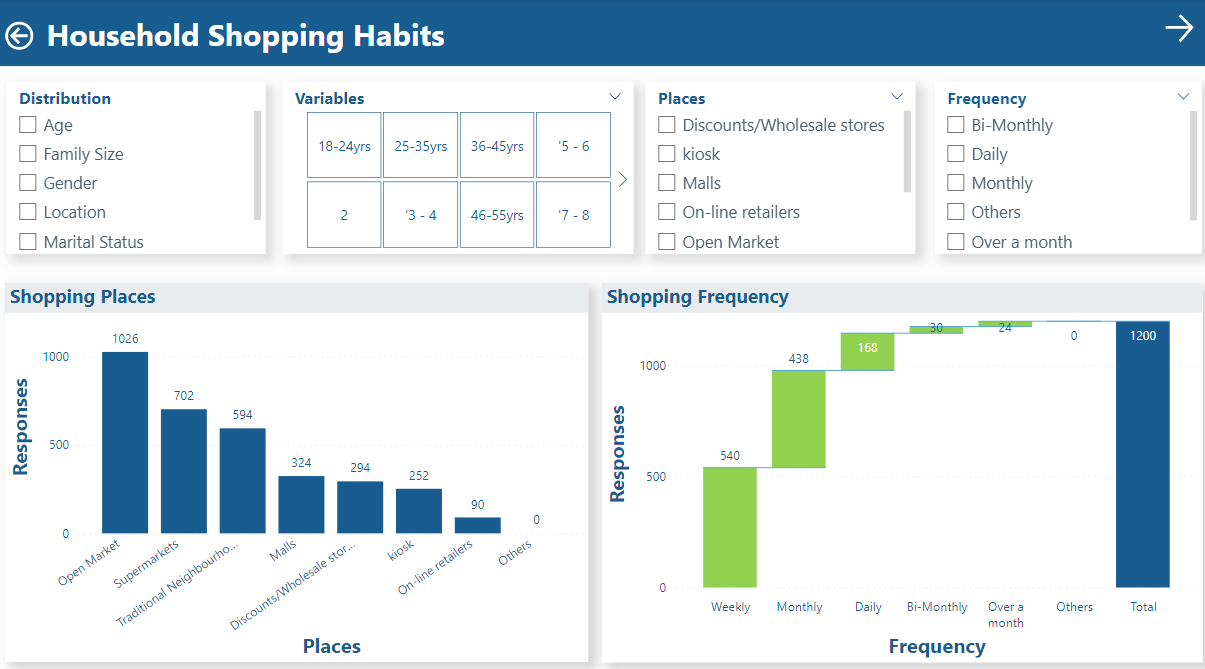 Household Shopping Habits
Distribution
Age
Family Size
Gender
Location
Marital Status
Variables
18-24yrs 25-35yrs 36-45yrs '5 - 6
2 '3 - 4 46-55yrs '7 - 8
Places
Discounts/Wholesale stores
kiosk
Malls
On-line retailers
Open Market
Frequency
Bi-Monthly
Daily
Monthly
Others
Over a month
Shopping Places
Responses
1000
500
0
1026
702
594
324
294
252
90
0
Open Market
Supermarkets
Traditional Neighbourho...
Malls
Discounts/Wholesale stor...
kiosk
On-line retailers
Others
Places
Shopping Frequency
Responses
1000
500
0
540
438
168
30
24
0
1200
Weekly
Monthly
Daily
Bi-Monthly
Over a
month
Others
Total
Frequency